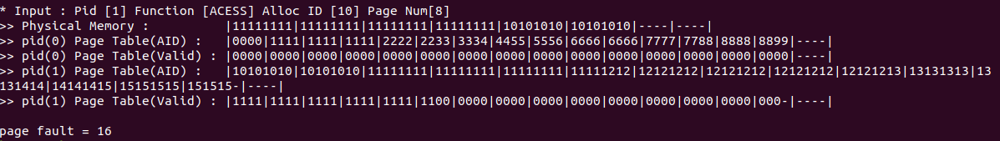 * Input : Pid [1] Function [ACESS] Alloc ID [10] Page Num[8]
>> Physical Memory :            |11111111|11111111|11111111|11111111|10101010|10101010|----|----|
>> pid(0) Page Table(AID) :   |0000|1111|1111|1111|2222|2233|3334|4455|5556|6666|6666|7777|7788|8888|8899|----|
>> pid(0) Page Table(Valid) : |0000|0000|0000|0000|0000|0000|0000|0000|0000|0000|0000|0000|0000|0000|0000|----|
>> pid(1) Page Table(AID) :   |10101010|10101010|11111111|11111111|11111111|11111212|12121212|12121212|12121212|12121213|13131313|13
131414|14141415|15151515|151515-|----|
>> pid(1) Page Table(Valid) : |1111|1111|1111|1111|1111|1100|0000|0000|0000|0000|0000|0000|0000|0000|000-|----|
page fault = 16